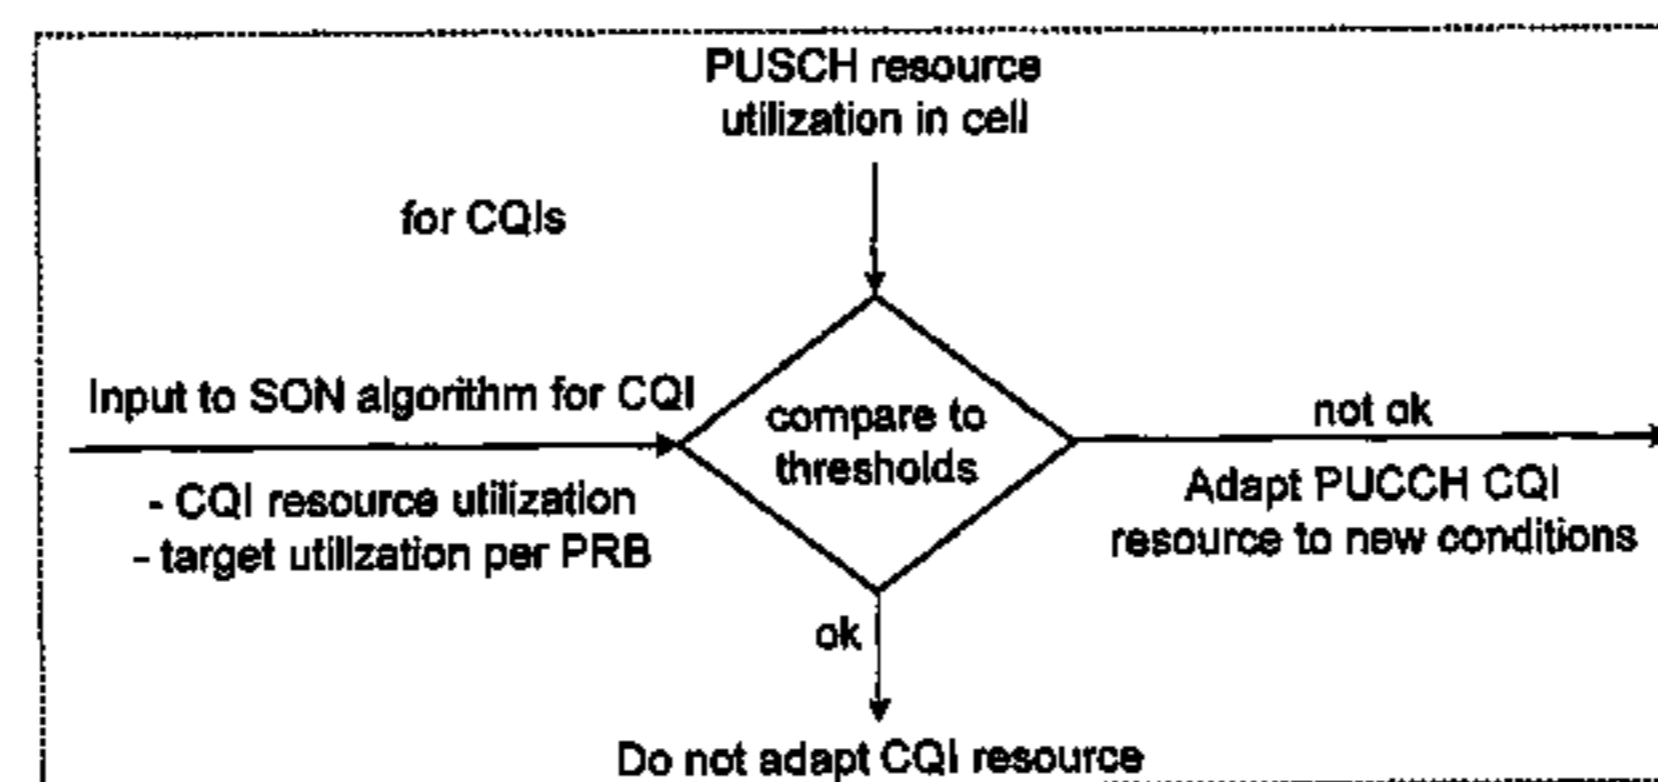 PUSCH resource
utilization in cell
for CQIs
Input to SON algorithm for CQI
compare to
thresholds
not ok
- CQI resource utilization
- target utilization per PRB
Adapt PUCCH CQI
resource to new conditions
ok
Do not adapt CQI resource